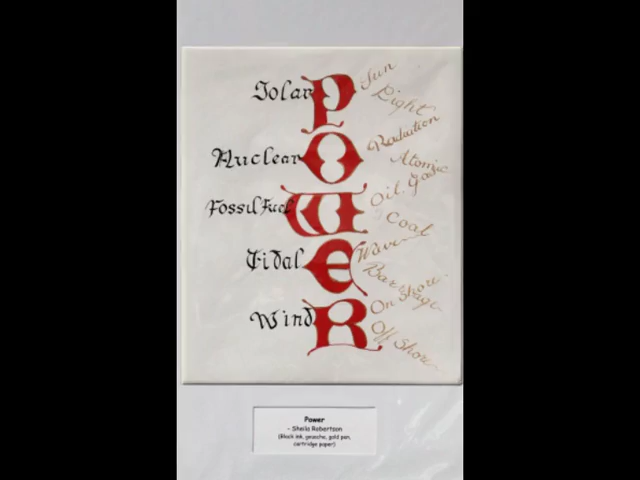 Solar
P
Sun
Light
Nuclear
O
Radiation
Atomic
Fossil Fuel
W
Oil. Gas
Coal
Tidal
E
Wave
Barrage
Wind
R
On Shore
Off Shore
Power
- Sheila Robertson
(Black ink, gouache, gold pen,
cartridge paper)